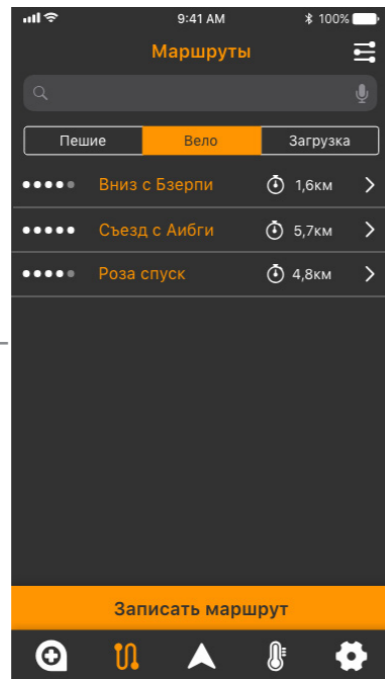 9:41 AM 100%
Маршруты
Пешие Вело Загрузка
Вниз с Бзерпи 1,6км
Съезд с Аибги 5,7км
Роза спуск 4,8км
Записать маршрут